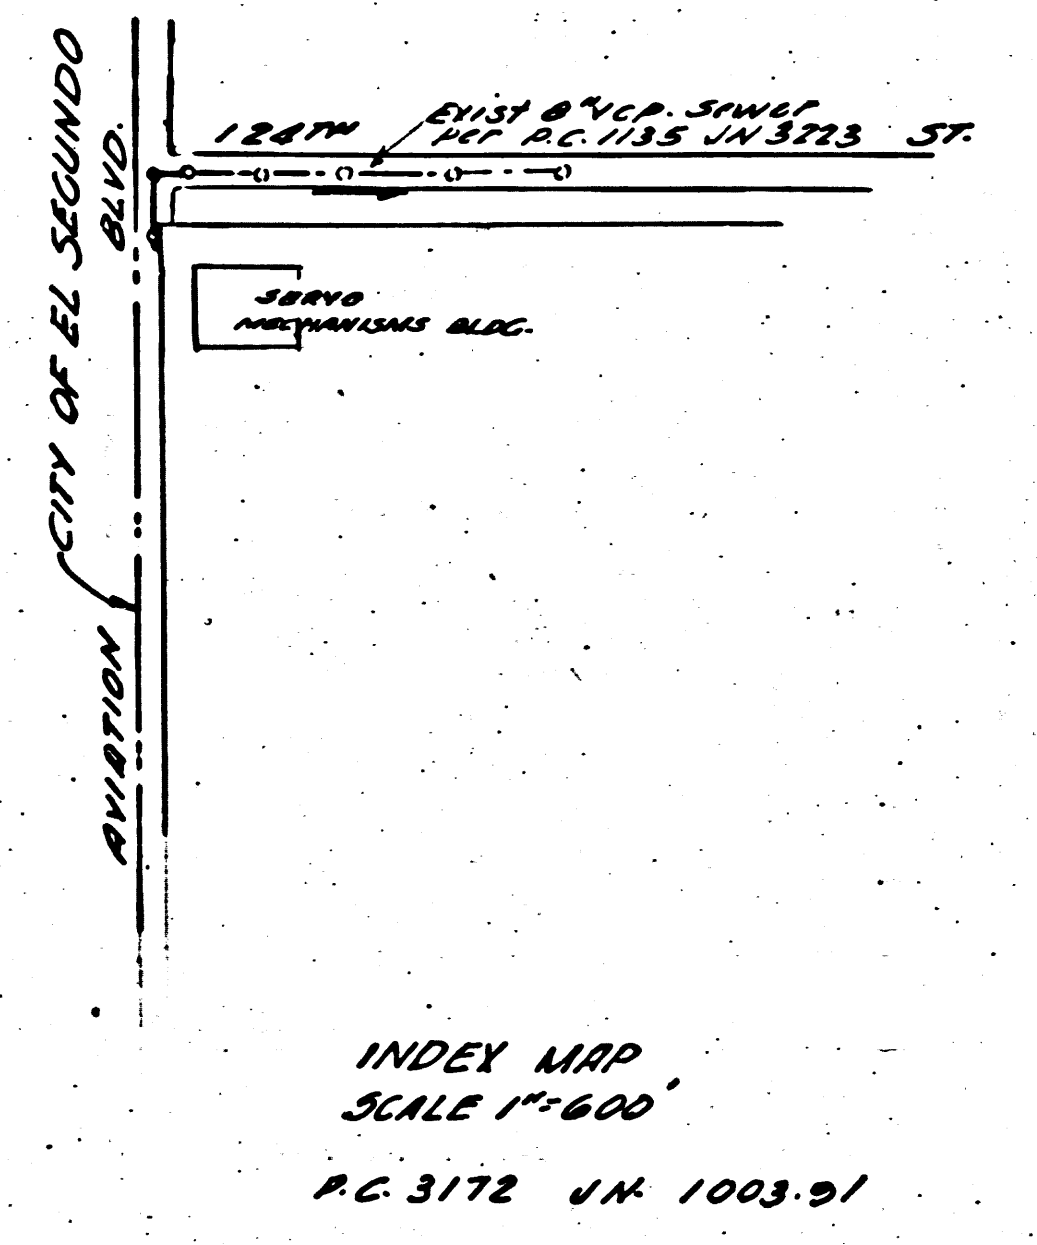 CITY OF EL SEGUNDO
AVIATION BLVD.
124TH ST.
EXIST 8" VCP. SEWER
PER P.C. 1135 JN 3223
SERVO
MECHANISMS BLDG.
INDEX MAP
SCALE 1"=600'
P.C. 3172 JN. 1003.91